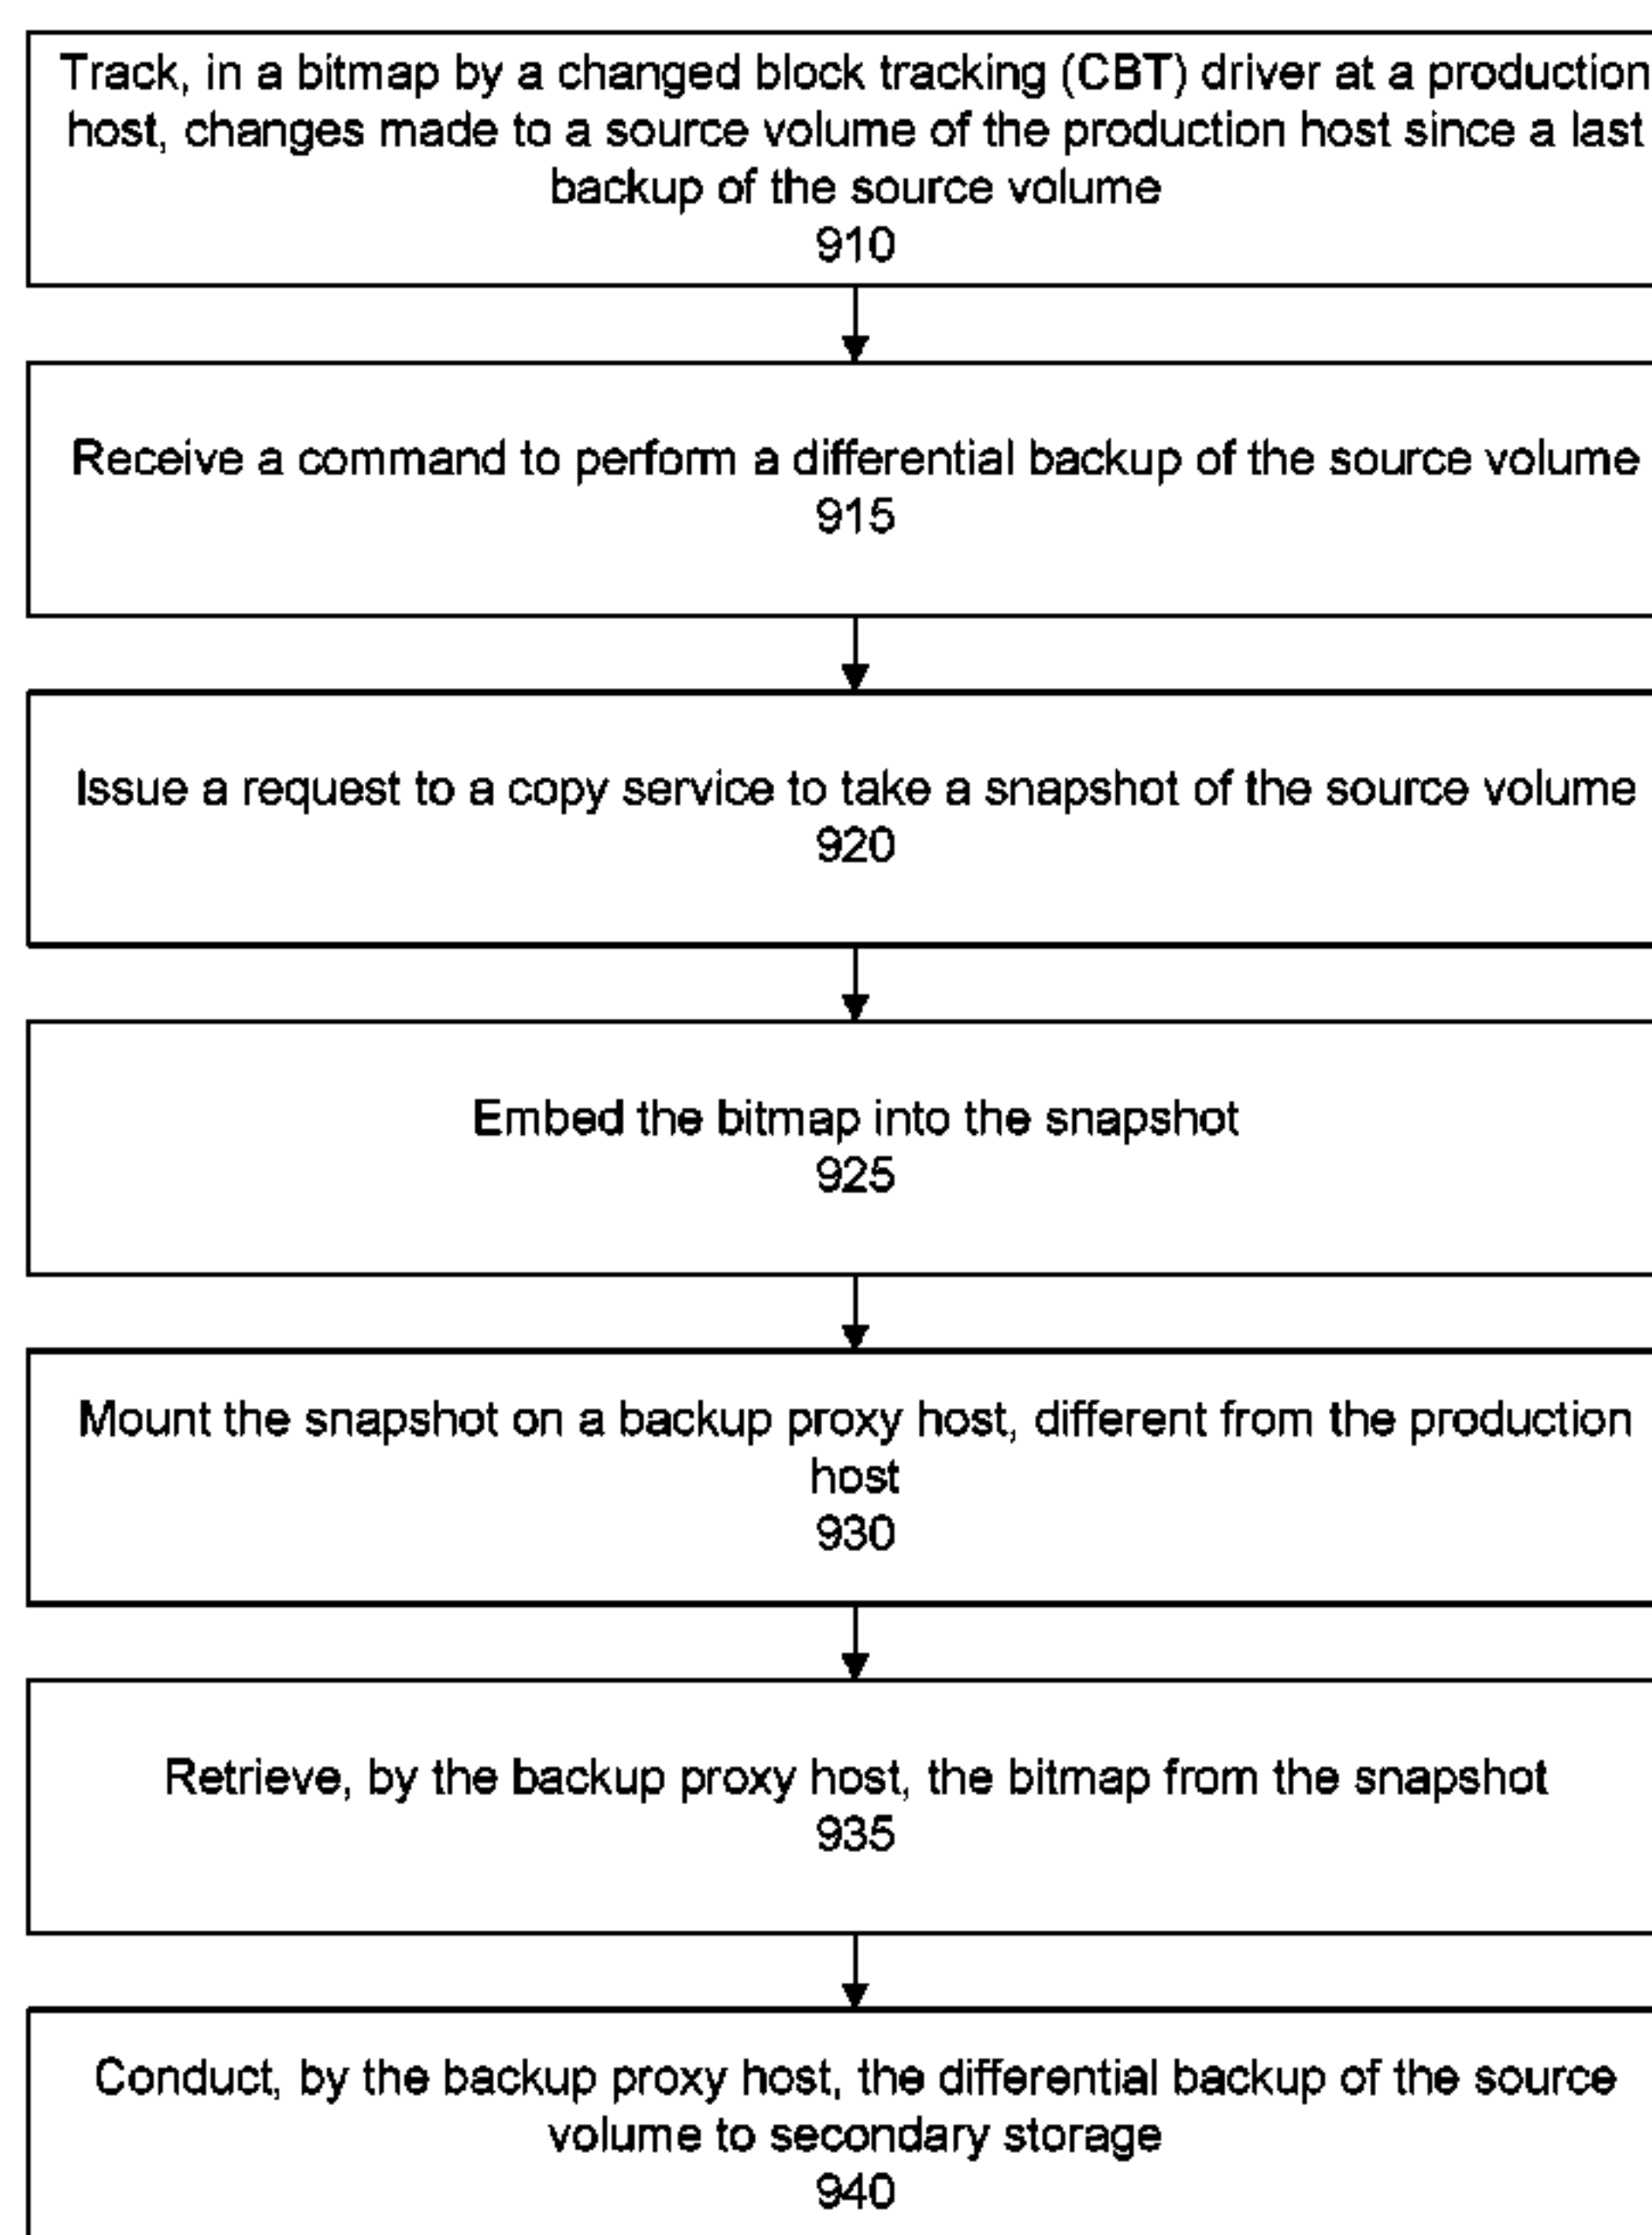 Track, in a bitmap by a changed block tracking (CBT) driver at a production
host, changes made to a source volume of the production host since a last
backup of the source volume
910
Receive a command to perform a differential backup of the source volume
915
Issue a request to a copy service to take a snapshot of the source volume
920
Embed the bitmap into the snapshot
925
Mount the snapshot on a backup proxy host, different from the production
host
930
Retrieve, by the backup proxy host, the bitmap from the snapshot
935
Conduct, by the backup proxy host, the differential backup of the source
volume to secondary storage
940